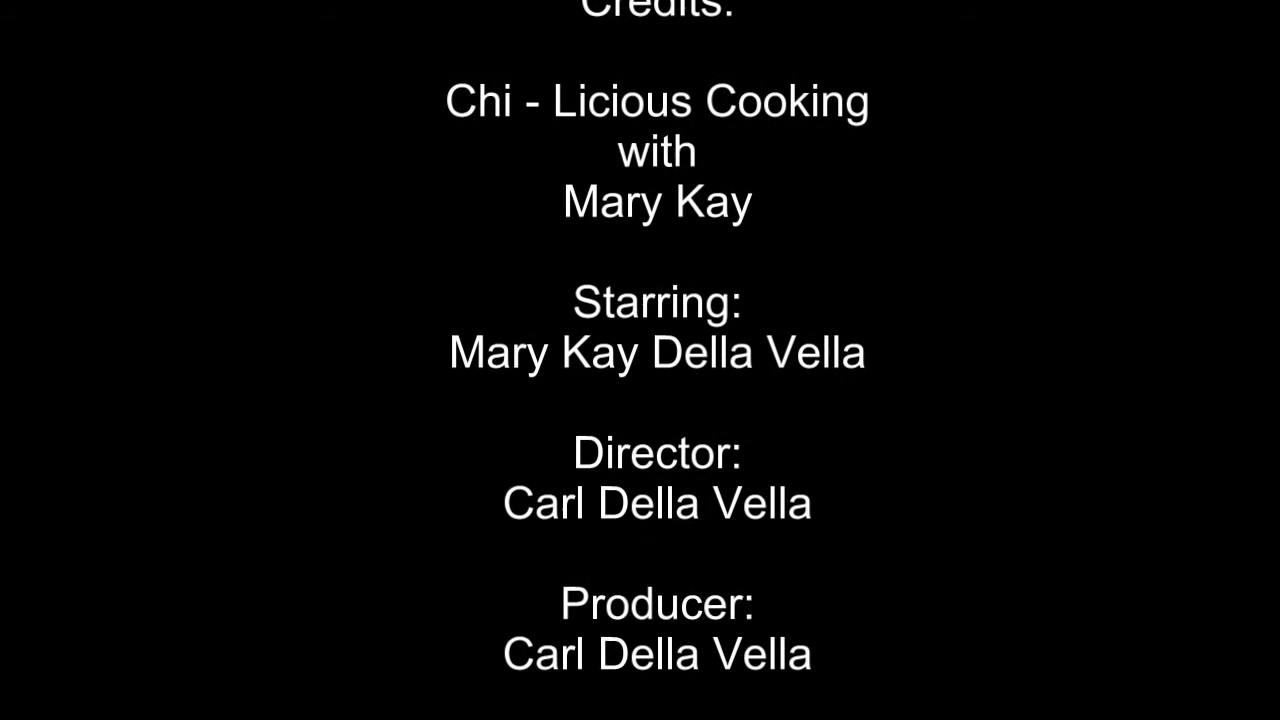 Credits:
Chi - Licious Cooking
with
Mary Kay
Starring:
Mary Kay Della Vella
Director:
Carl Della Vella
Producer:
Carl Della Vella